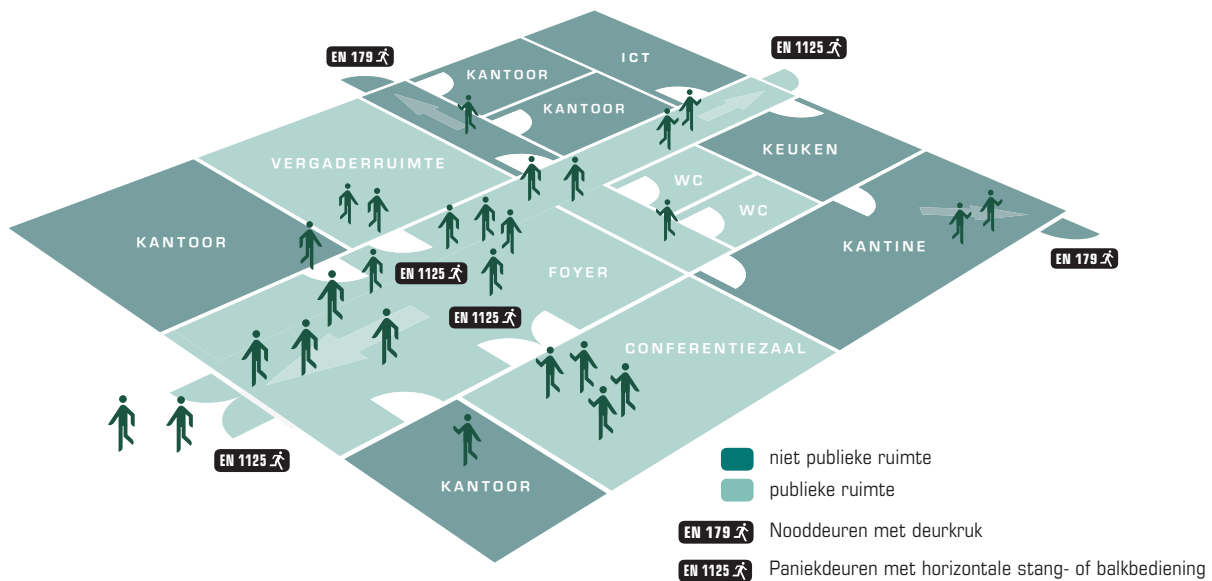 ICT
EN 1125
EN 179
KANTOOR
KANTOOR
KEUKEN
VERGADERRUIMTE
WC
WC
KANTOOR
KANTINE
EN 179
EN 1125
FOYER
EN 1125
CONFERENTIEZAAL
EN 1125
KANTOOR
niet publieke ruimte
publieke ruimte
EN 179 Nooddeuren met deurkruk
EN 1125 Paniekdeuren met horizontale stang- of balkbediening